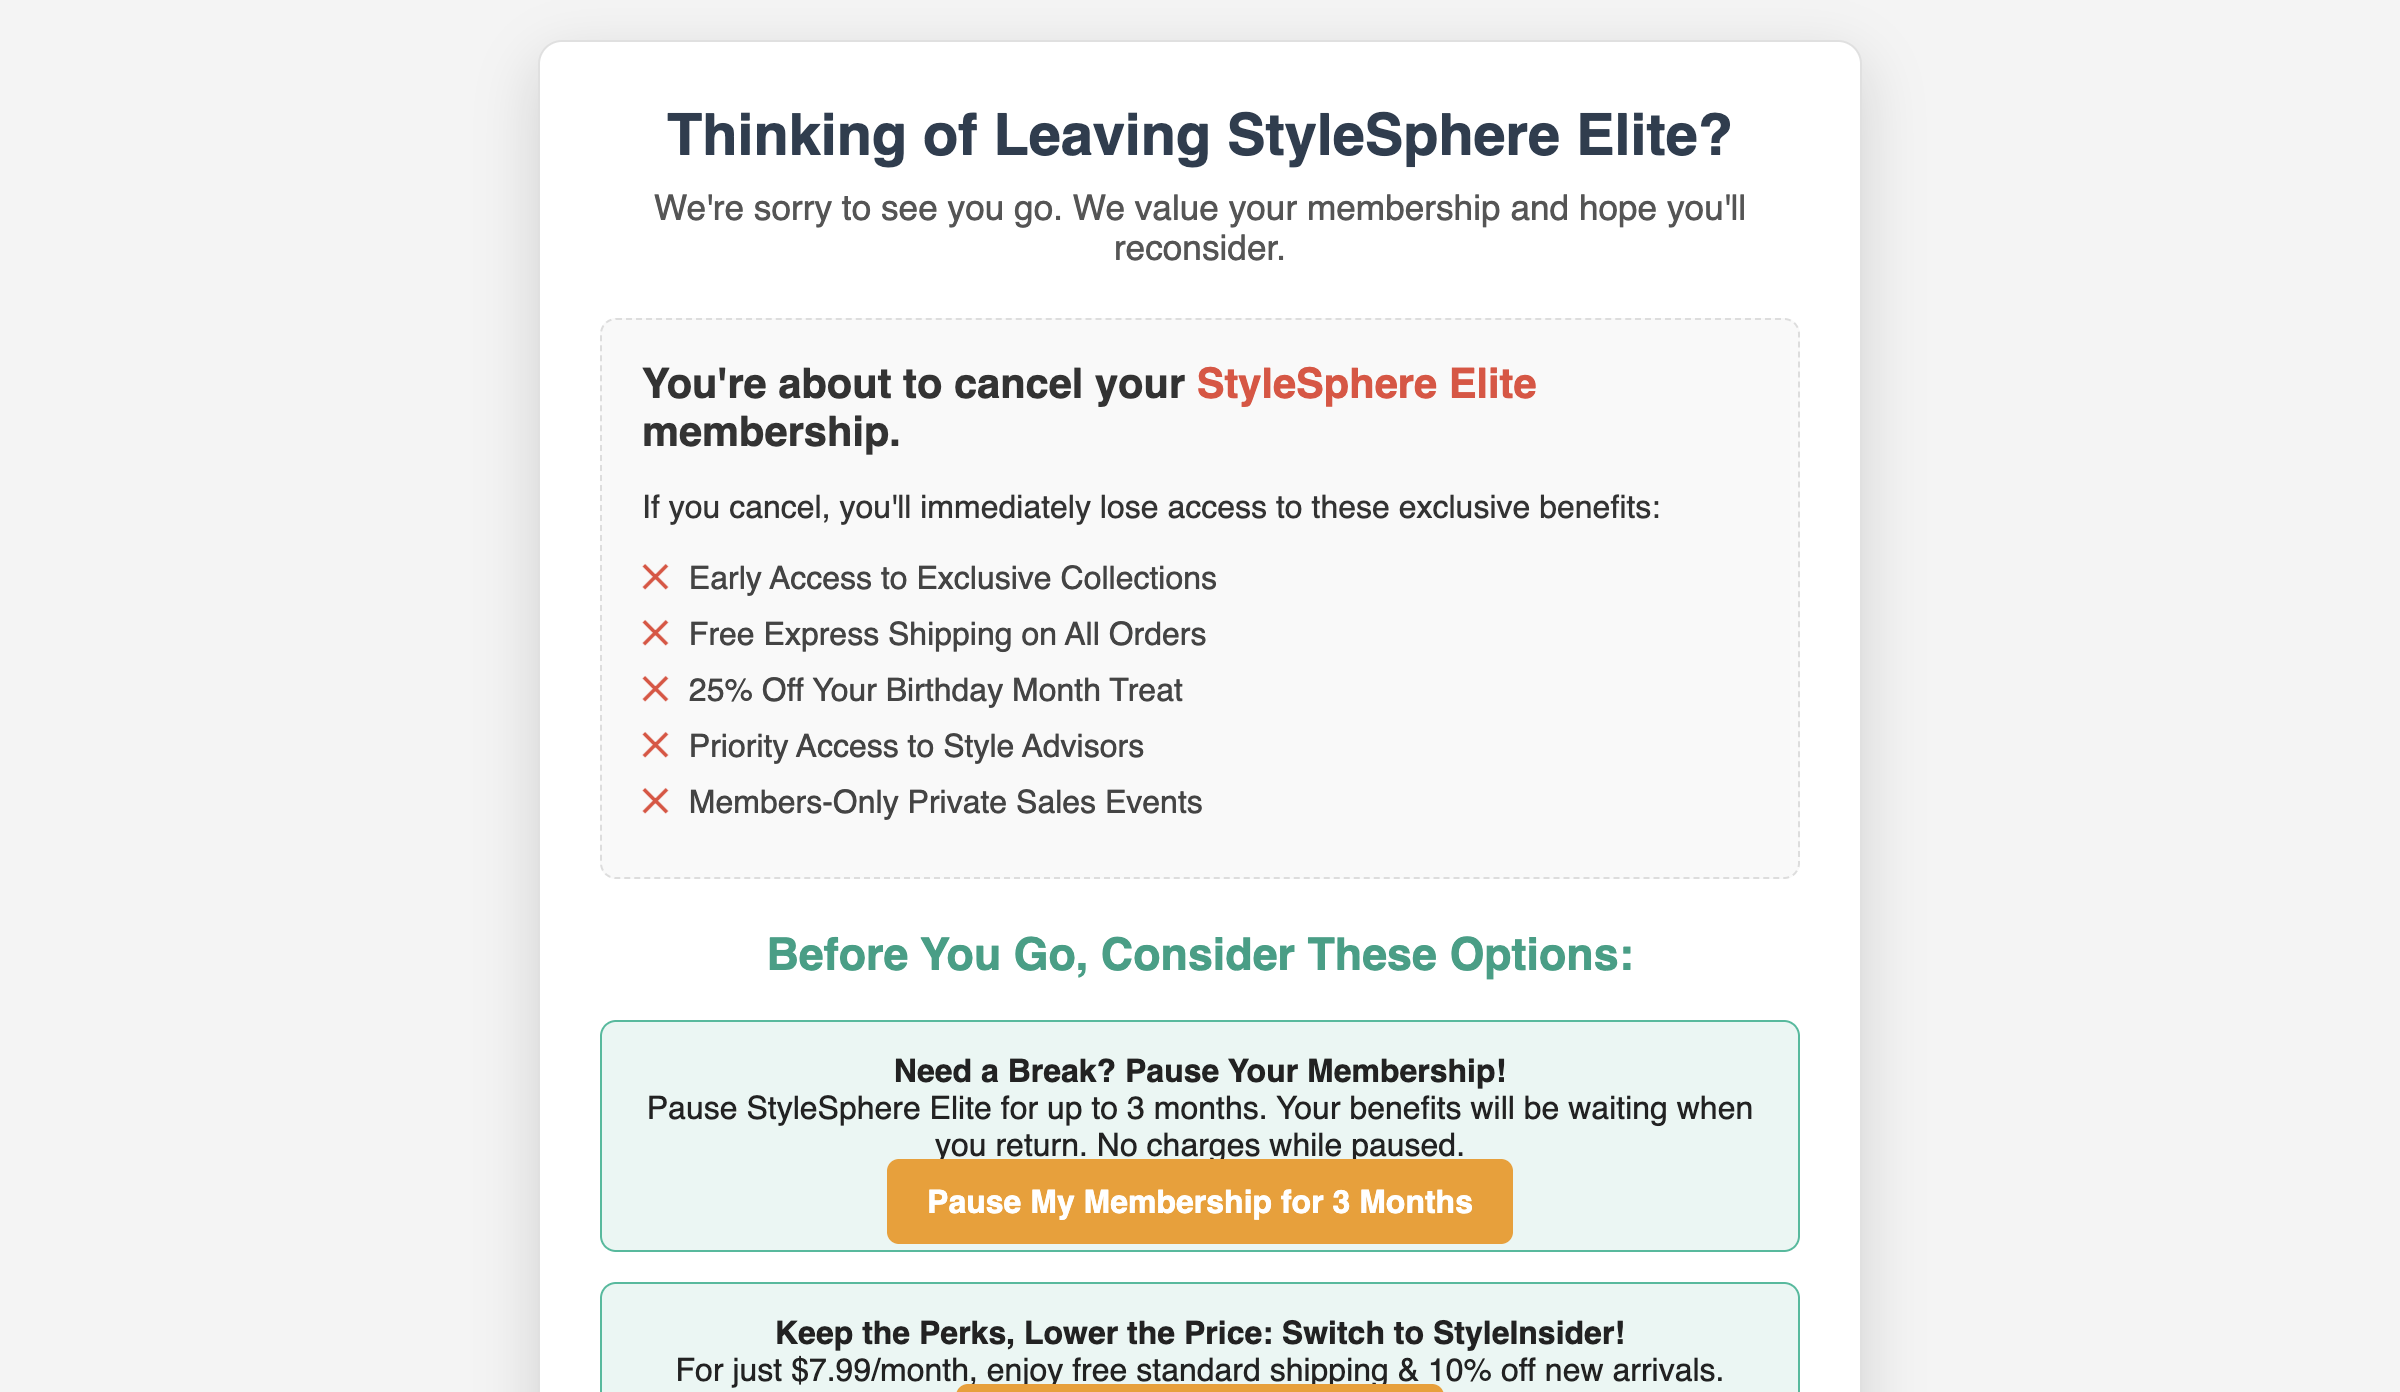 Thinking of Leaving StyleSphere Elite?
We're sorry to see you go. We value your membership and hope you'll
reconsider.
You're about to cancel your StyleSphere Elite
membership.
If you cancel, you'll immediately lose access to these exclusive benefits:
Early Access to Exclusive Collections
Free Express Shipping on All Orders
25% Off Your Birthday Month Treat
Priority Access to Style Advisors
Members-Only Private Sales Events
Before You Go, Consider These Options:
Need a Break? Pause Your Membership!
Pause StyleSphere Elite for up to 3 months. Your benefits will be waiting when
you return. No charges while paused.
Pause My Membership for 3 Months
Keep the Perks, Lower the Price: Switch to StyleInsider!
For just $7.99/month, enjoy free standard shipping & 10% off new arrivals.